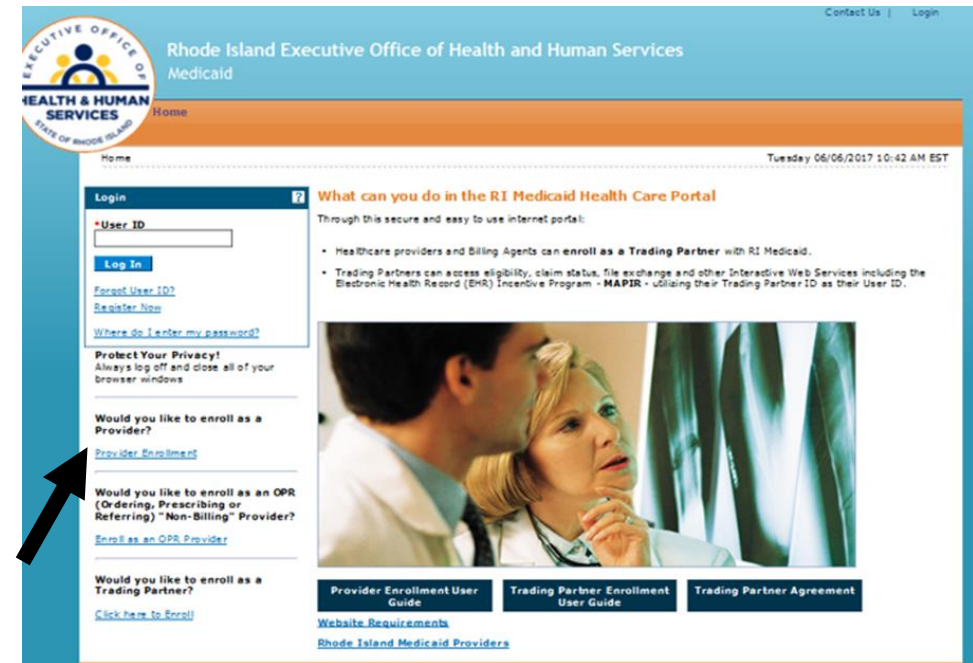 Contact Us | Login
EXECUTIVE OFFICE OF
HEALTH & HUMAN
SERVICES
STATE OF RHODE ISLAND
Rhode Island Executive Office of Health and Human Services
Medicaid
Home
Home
Tuesday 06/06/2017 10:42 AM EST
Login ?
*User ID
Log In
Forgot User ID?
Register Now
Where do I enter my password?
Protect Your Privacy!
Always log off and close all of your
browser windows
Would you like to enroll as a
Provider?
Provider Enrollment
Would you like to enroll as an OPR
(Ordering, Prescribing or
Referring) "Non-Billing" Provider?
Enroll as an OPR Provider
Would you like to enroll as a
Trading Partner?
Click here to Enroll
What can you do in the RI Medicaid Health Care Portal
Through this secure and easy to use internet portal:
• Healthcare providers and Billing Agents can enroll as a Trading Partner with RI Medicaid.
• Trading Partners can access eligibility, claim status, file exchange and other Interactive Web Services including the
Electronic Health Record (EHR) Incentive Program - MAPIR - utilizing their Trading Partner ID as their User ID.
Provider Enrollment User
Guide
Trading Partner Enrollment
User Guide
Trading Partner Agreement
Website Requirements
Rhode Island Medicaid Providers